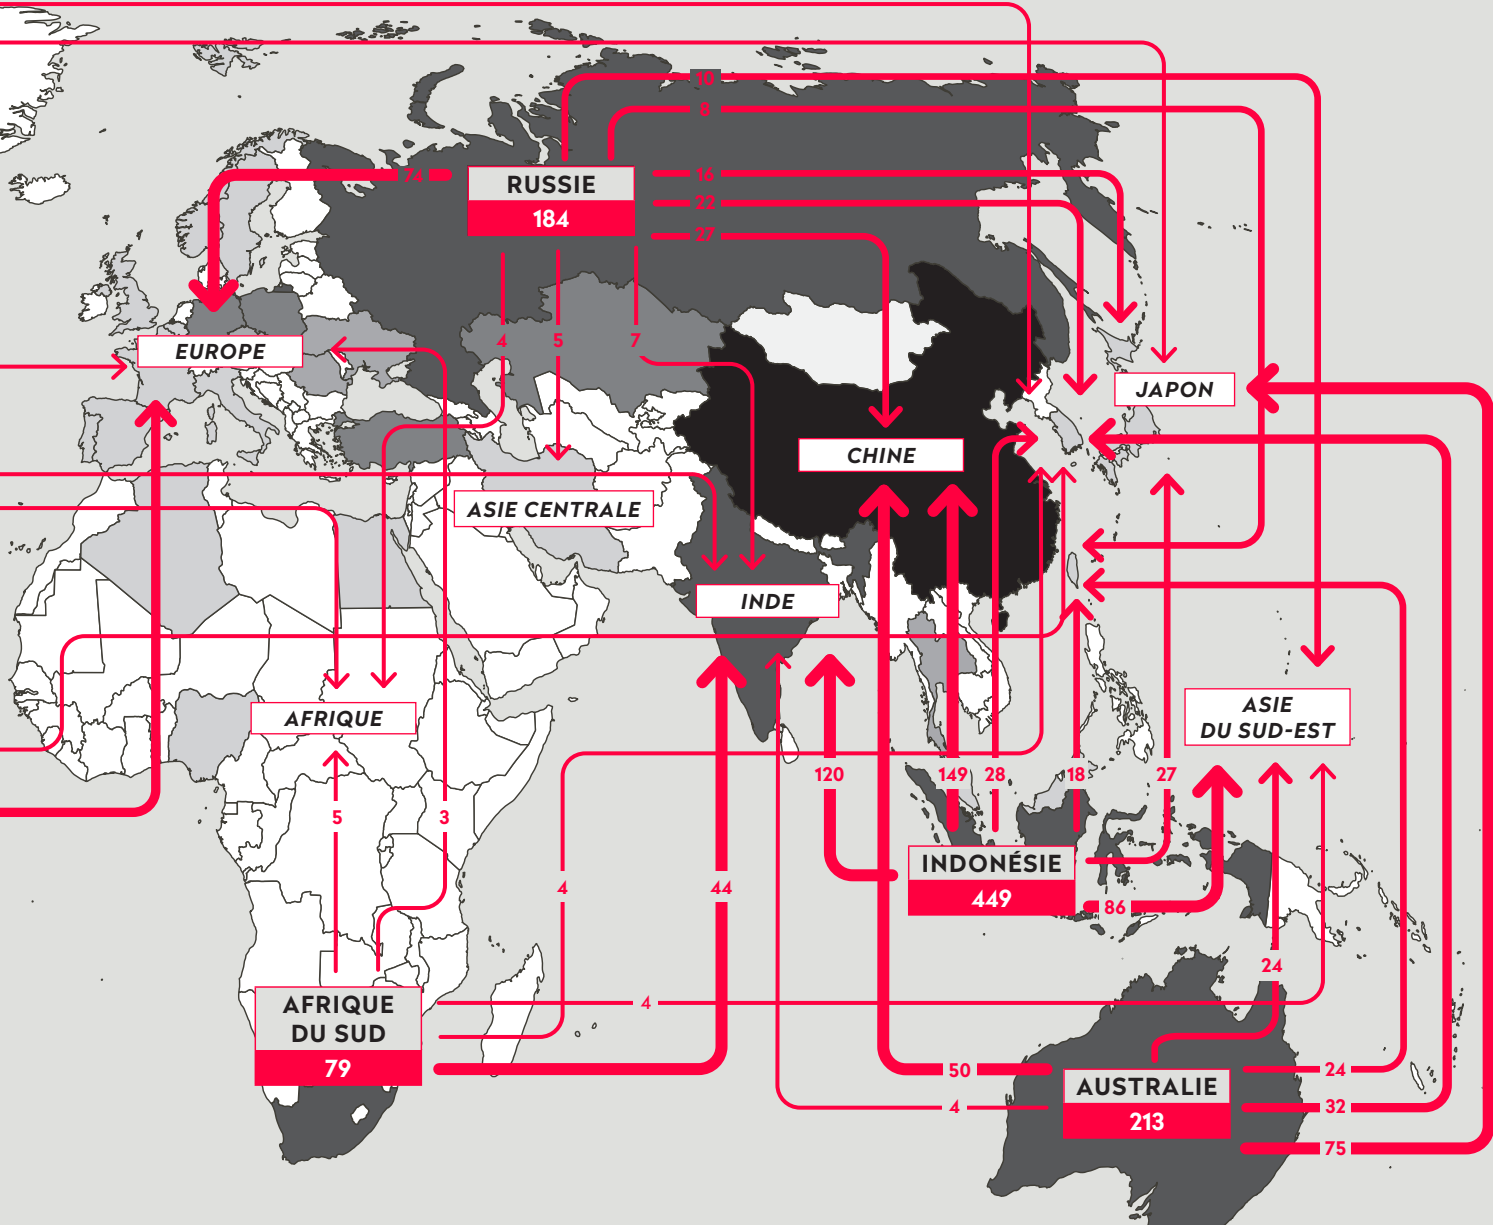 10
8
74
16
RUSSIE
22
184
27
4
5
7
EUROPE
JAPON
CHINE
ASIE CENTRALE
INDE
AFRIQUE
ASIE
DU SUD-EST
120
149
28
18
27
5
3
INDONÉSIE
4
44
449
86
24
AFRIQUE
DU SUD
4
79
50
24
AUSTRALIE
4
32
213
75